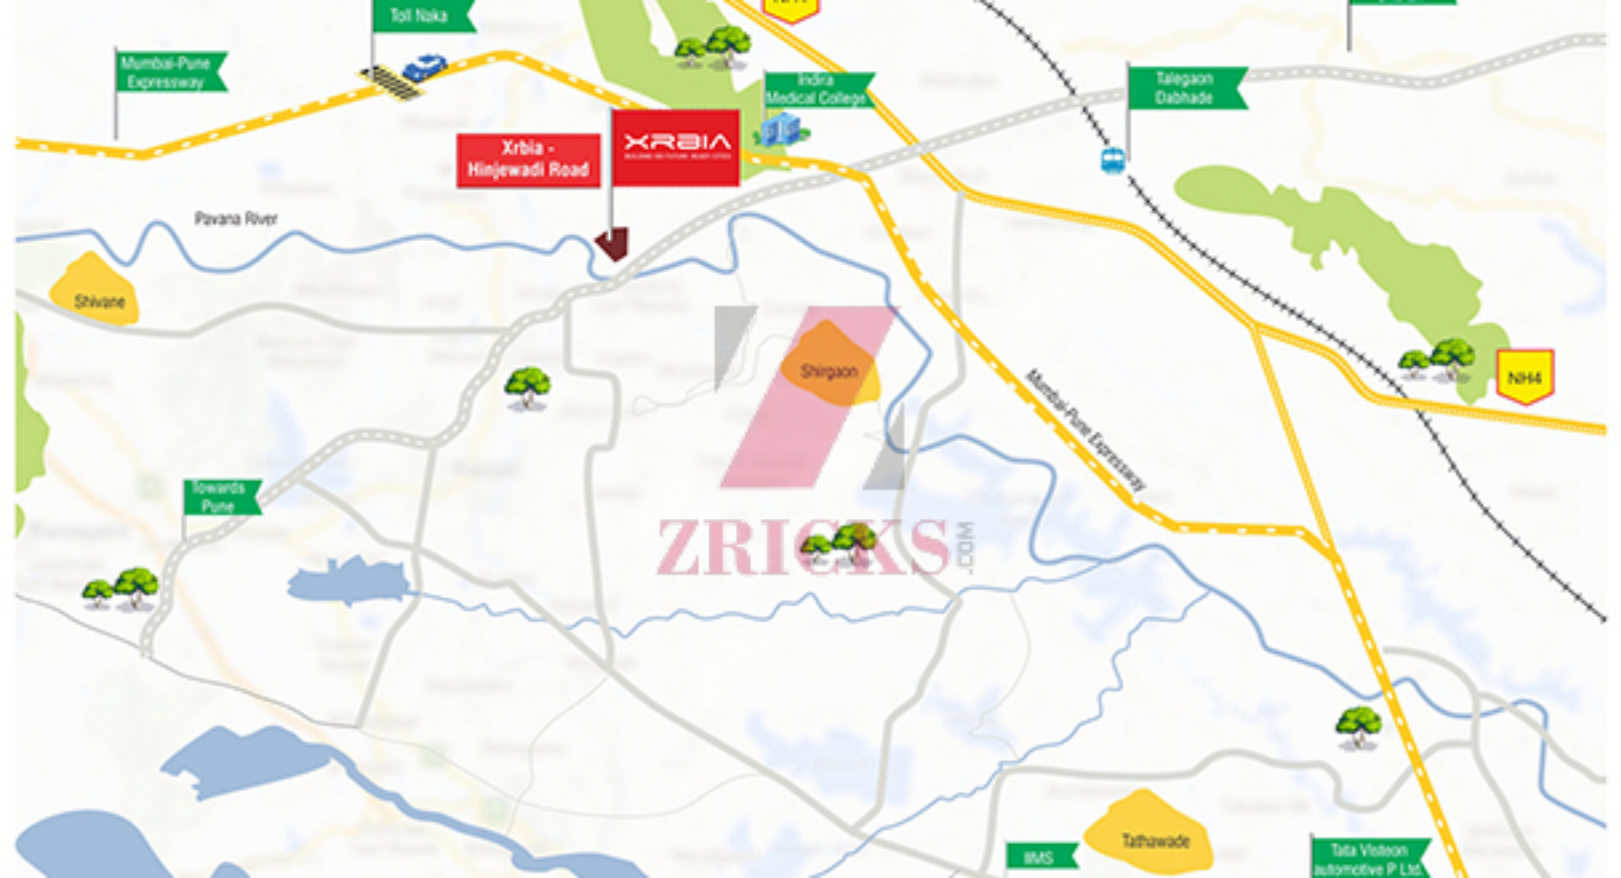 Toll Naka
Mumbai-Pune
Expressway
Indira
Medical College
Talegaon
Dabhade
Xrbia -
Hinjewadi Road
XRBIA
Pavana River
Shivane
Shirgaon
Mumbai-Pune Expressway
NH4
Towards
Pune
ZRICKS
.COM
Tathawade
IIMS
Tata Visteon
automotive P Ltd.